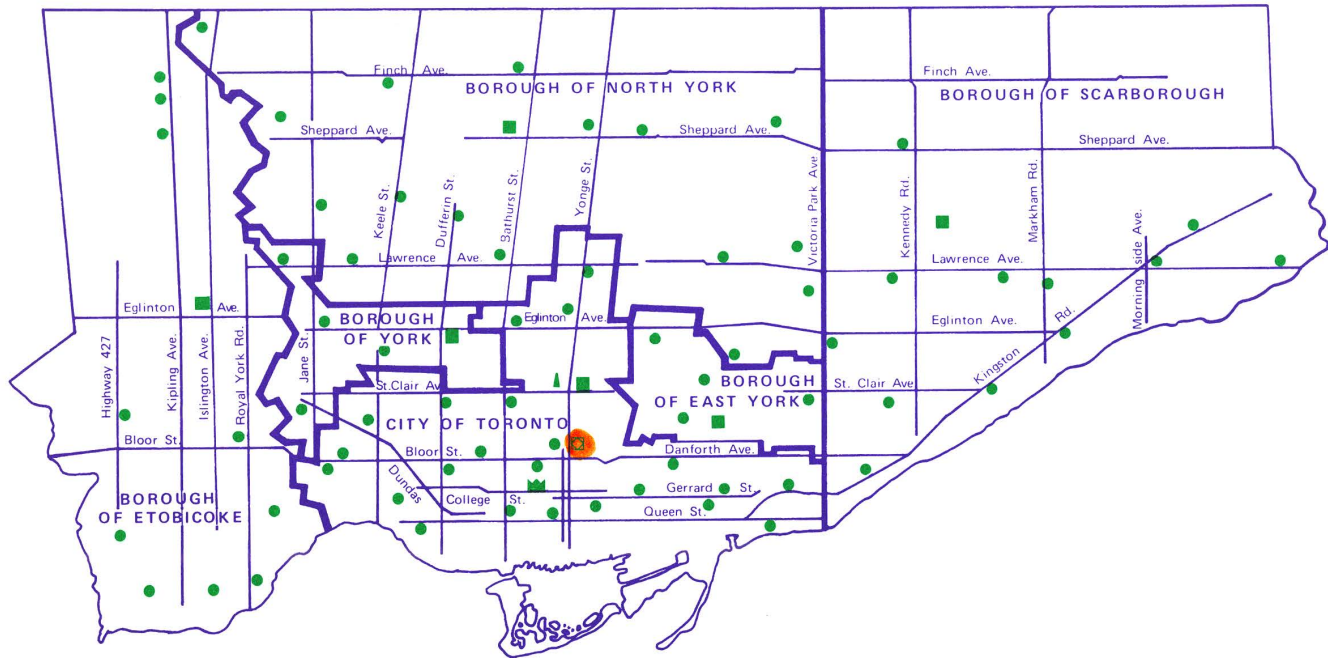 Finch Ave.
BOROUGH OF NORTH YORK
Finch Ave.
BOROUGH OF SCARBOROUGH
Sheppard Ave.
Sheppard Ave.
Sheppard Ave.
Keele St.
Dufferin St.
Bathurst St.
Yonge St.
Victoria Park Ave
Kennedy Rd.
Markham Rd.
Morning side Ave.
Lawrence Ave.
Lawrence Ave.
Eglinton Ave.
BOROUGH
OF YORK
Eglinton Ave.
Eglinton Ave.
Kingston Rd.
Highway 427
Kipling Ave.
Islington Ave.
Royal York Rd.
Jane St.
St.Clair Av
BOROUGH
OF EAST YORK
St. Clair Ave
CITY OF TORONTO
Bloor St.
Bloor St.
Danforth Ave.
Dundas
College St.
Gerrard St.
Queen St.
BOROUGH
OF ETOBICOKE